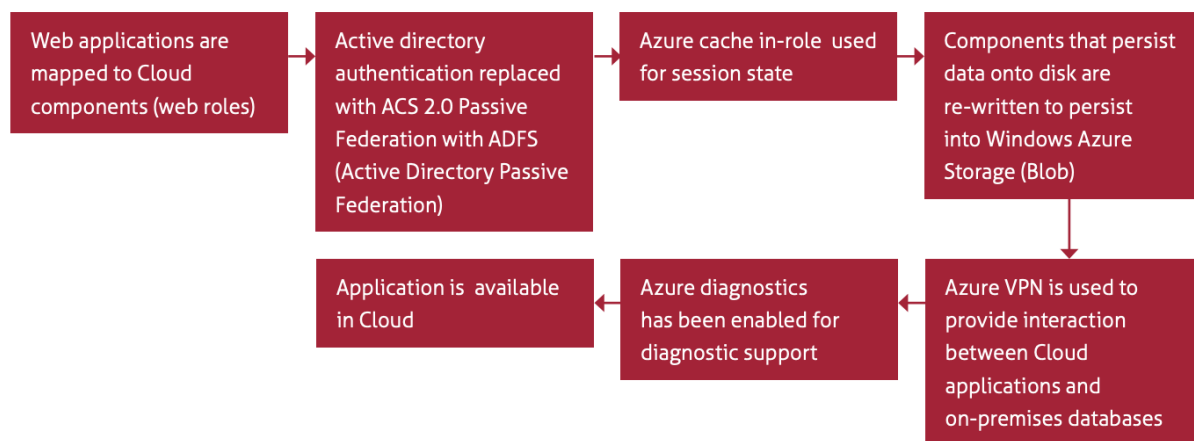 Web applications are
mapped to Cloud
components (web roles)
Active directory
authentication replaced
with ACS 2.0 Passive
Federation with ADFS
(Active Directory Passive
Federation)
Azure cache in-role used
for session state
Components that persist
data onto disk are
re-written to persist
into Windows Azure
Storage (Blob)
Azure VPN is used to
provide interaction
between Cloud
applications and
on-premises databases
Azure diagnostics
has been enabled for
diagnostic support
Application is available
in Cloud